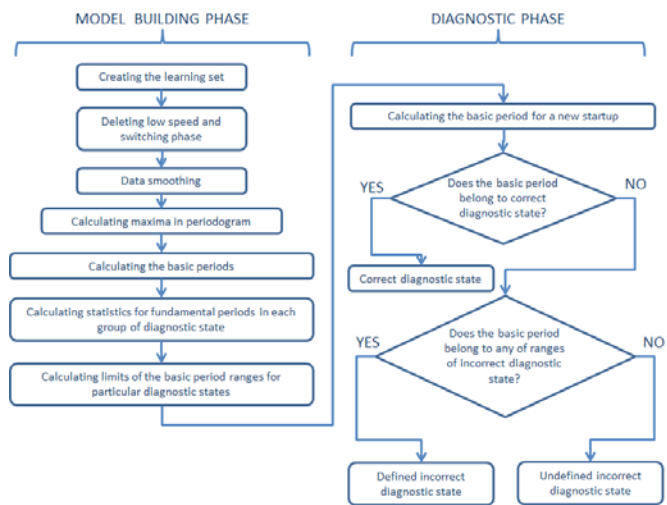 MODEL BUILDING PHASE
Creating the learning set
Deleting low speed and
switching phase
Data smoothing
Calculating maxima in periodogram
Calculating the basic periods
Calculating statistics for fundamental periods in each
group of diagnostic state
Calculating limits of the basic period ranges for
particular diagnostic states
DIAGNOSTIC PHASE
Calculating the basic period for a new startup
YES
Does the basic period
belong to correct
diagnostic state?
NO
Correct diagnostic state
YES
Does the basic period
belong to any of ranges
of incorrect diagnostic
state?
NO
Defined incorrect
diagnostic state
Undefined incorrect
diagnostic state